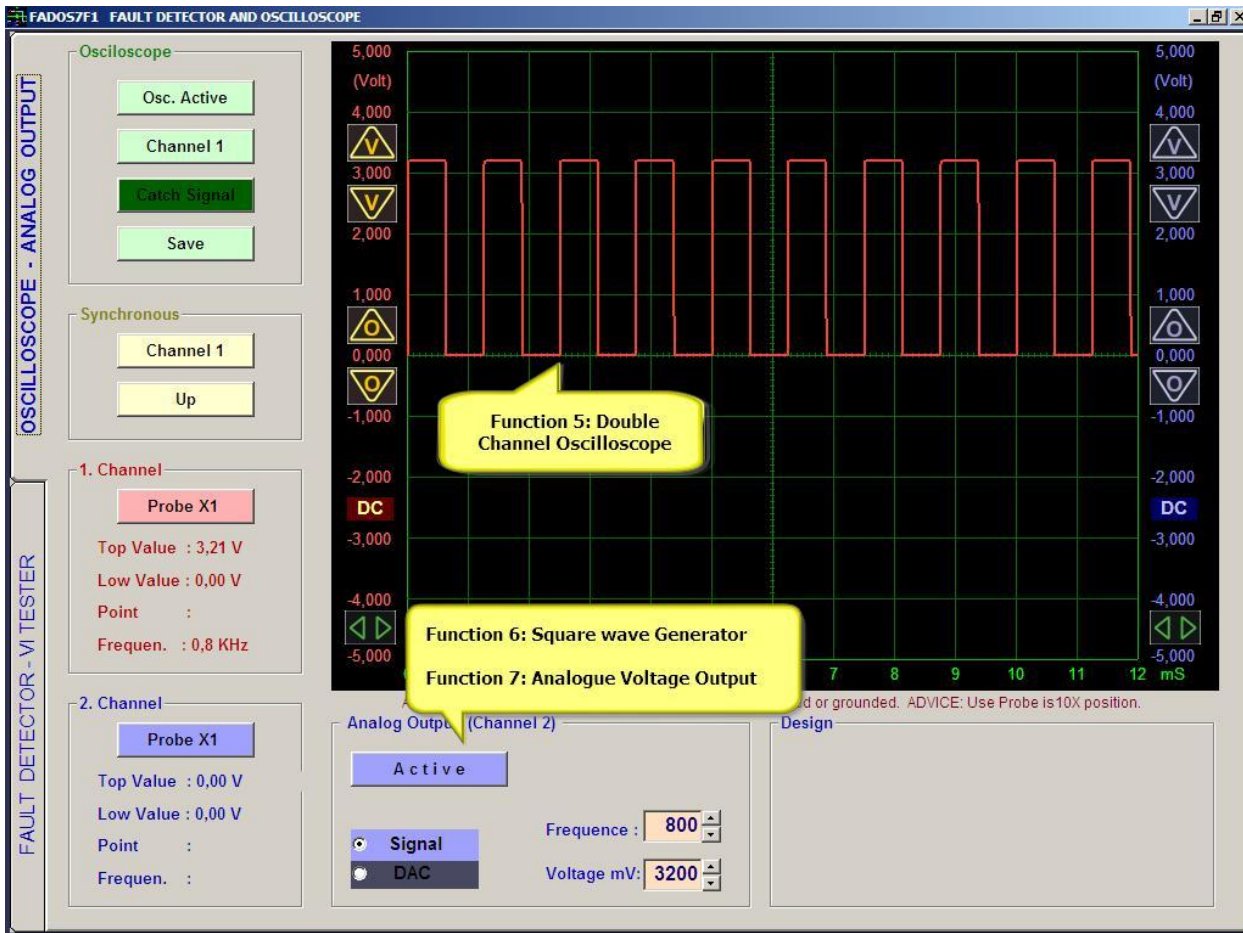 FADOS7F1 FAULT DETECTOR AND OSCILLOSCOPE
OSCILLOSCOPE - ANALOG OUTPUT
FAULT DETECTOR - VI TESTER
Osciloscope
Osc. Active
Channel 1
Catch Signal
Save
Synchronous
Channel 1
Up
1. Channel
Probe X1
Top Value : 3,21 V
Low Value : 0,00 V
Point :
Frequen. : 0,8 KHz
2. Channel
Probe X1
Top Value : 0,00 V
Low Value : 0,00 V
Point :
Frequen. :
5,000
(Volt)
4,000
V
3,000
V
2,000
1,000
O
0,000
O
-1,000
-2,000
DC
-3,000
-4,000
-5,000
Function 5: Double
Channel Oscilloscope
Function 6: Square wave Generator
Function 7: Analogue Voltage Output
7 8 9 10 11 12 mS
5,000
(Volt)
4,000
V
3,000
V
2,000
1,000
O
0,000
O
-1,000
-2,000
DC
-3,000
-4,000
-5,000
or grounded. ADVICE: Use Probe is10X position.
Analog Output (Channel 2)
Active
Signal
DAC
Frequence : 800
Voltage mV: 3200
Design